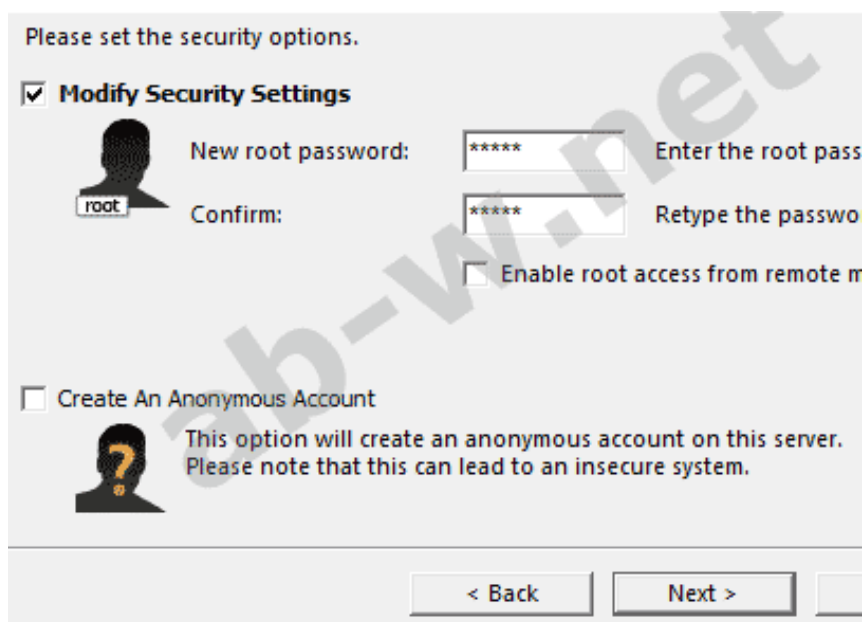 Please set the security options.
Modify Security Settings
New root password: ***** Enter the root pass
root
Confirm: ***** Retype the passwo
Enable root access from remote m
Create An Anonymous Account
?
This option will create an anonymous account on this server.
Please note that this can lead to an insecure system.
< Back Next >
ab-w.net